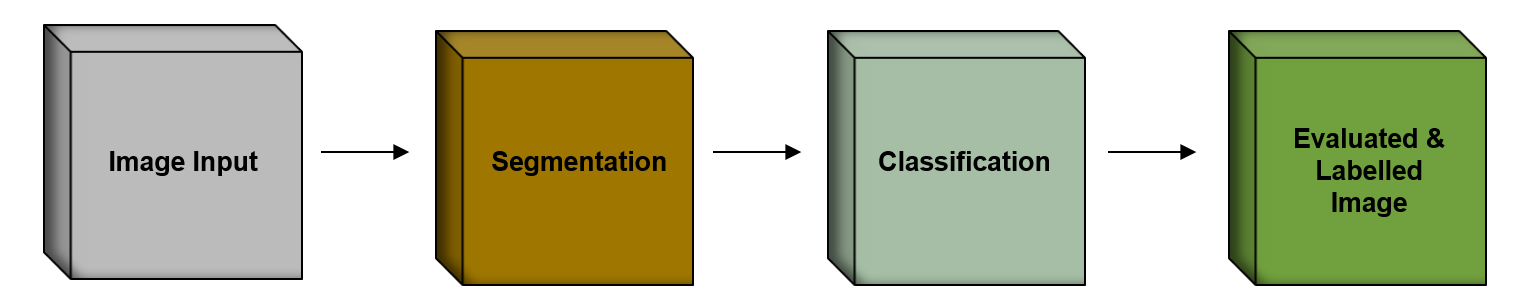 Image Input
Segmentation
Classification
Evaluated &
Labelled
Image